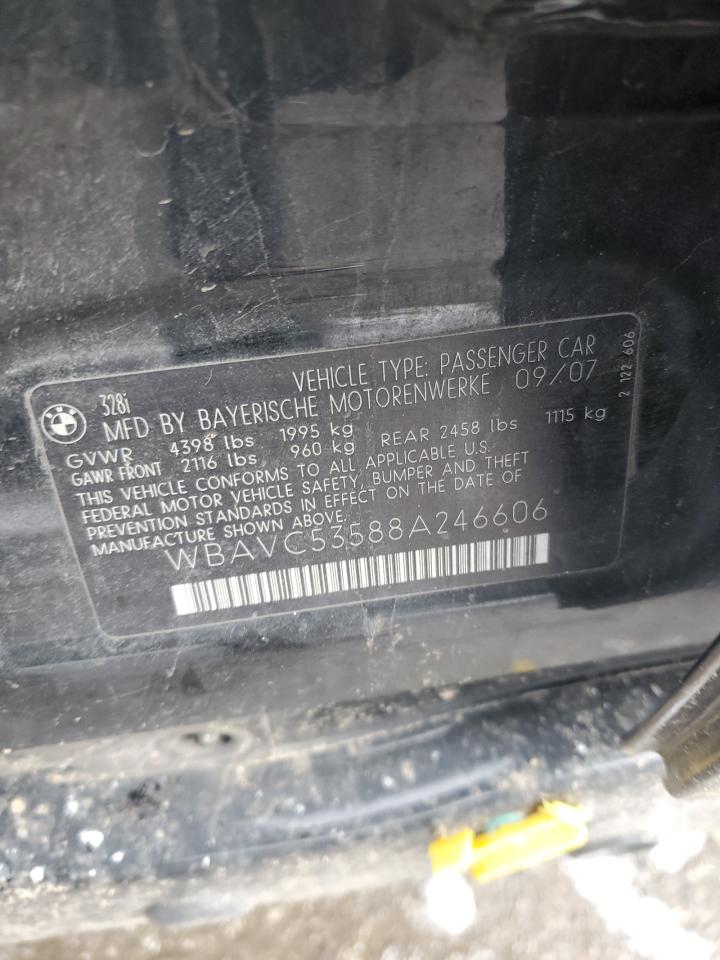 328i VEHICLE TYPE: PASSENGER CAR
MFD BY BAYERISCHE MOTORENWERKE 09/07
GVWR 4398 lbs 1995 kg
GAWR FRONT 2116 lbs 960 kg REAR 2458 lbs 1115 kg
THIS VEHICLE CONFORMS TO ALL APPLICABLE U.S.
FEDERAL MOTOR VEHICLE SAFETY, BUMPER AND THEFT
PREVENTION STANDARDS IN EFFECT ON THE DATE OF
MANUFACTURE SHOWN ABOVE.
WBAVC53588A246606
2 122 606
BMW